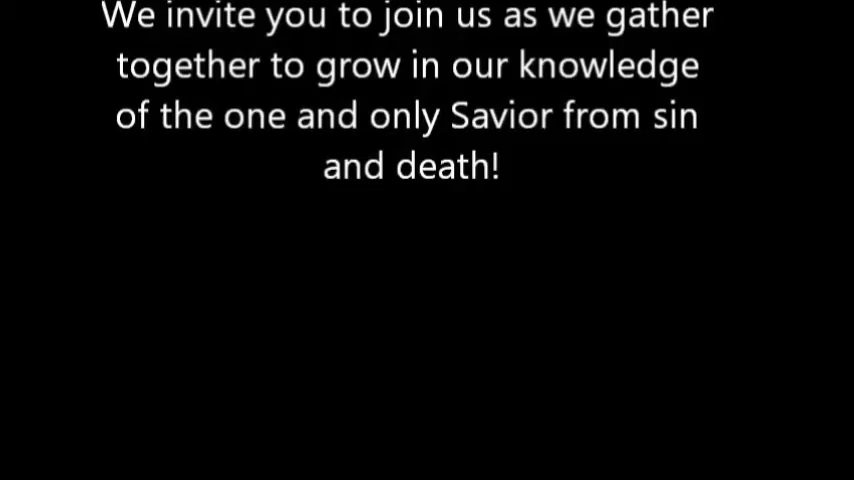 We invite you to join us as we gather
together to grow in our knowledge
of the one and only Savior from sin
and death!